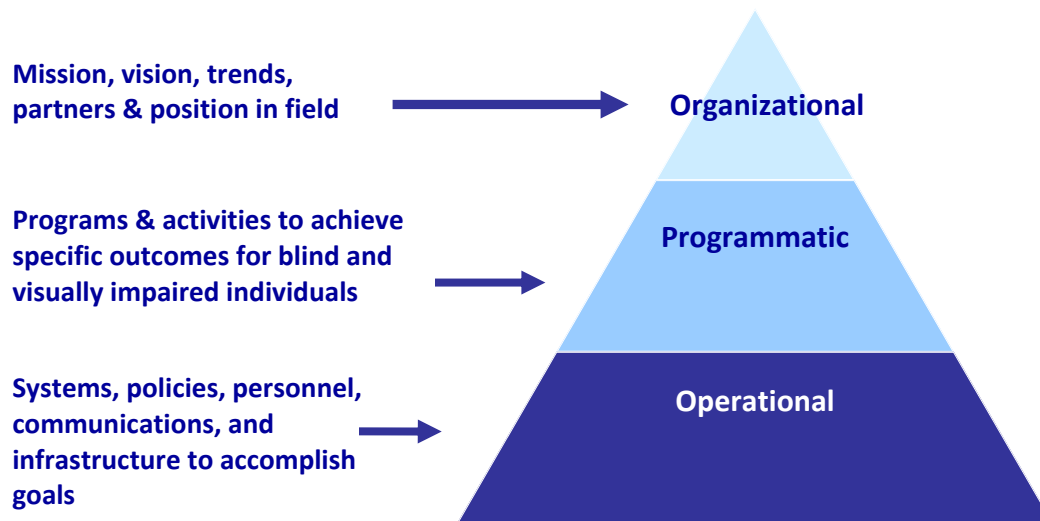 Mission, vision, trends,
partners & position in field
Organizational
Programs & activities to achieve
specific outcomes for blind and
visually impaired individuals
Programmatic
Systems, policies, personnel,
communications, and
infrastructure to accomplish
goals
Operational